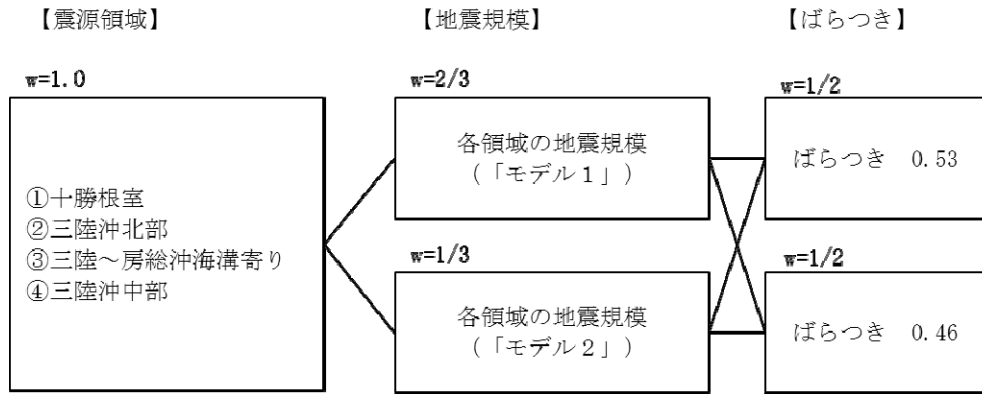 【震源領域】
【地震規模】
【ばらつき】
w=1.0
①十勝根室
②三陸沖北部
③三陸～房総沖海溝寄り
④三陸沖中部
w=2/3
各領域の地震規模
（「モデル１」）
w=1/3
各領域の地震規模
（「モデル２」）
w=1/2
ばらつき　0.53
w=1/2
ばらつき　0.46